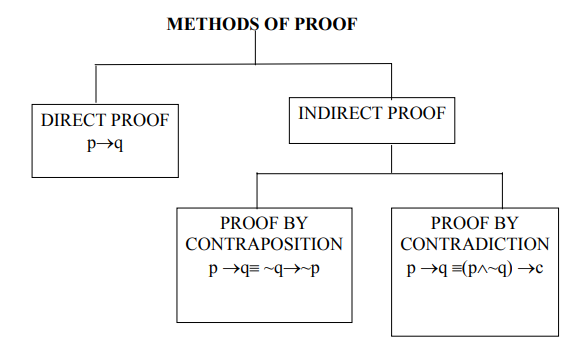 METHODS OF PROOF
DIRECT PROOF
p→q
INDIRECT PROOF
PROOF BY
CONTRAPOSITION
p →q≡ ~q→~p
PROOF BY
CONTRADICTION
p →q ≡(p∧~q) →c